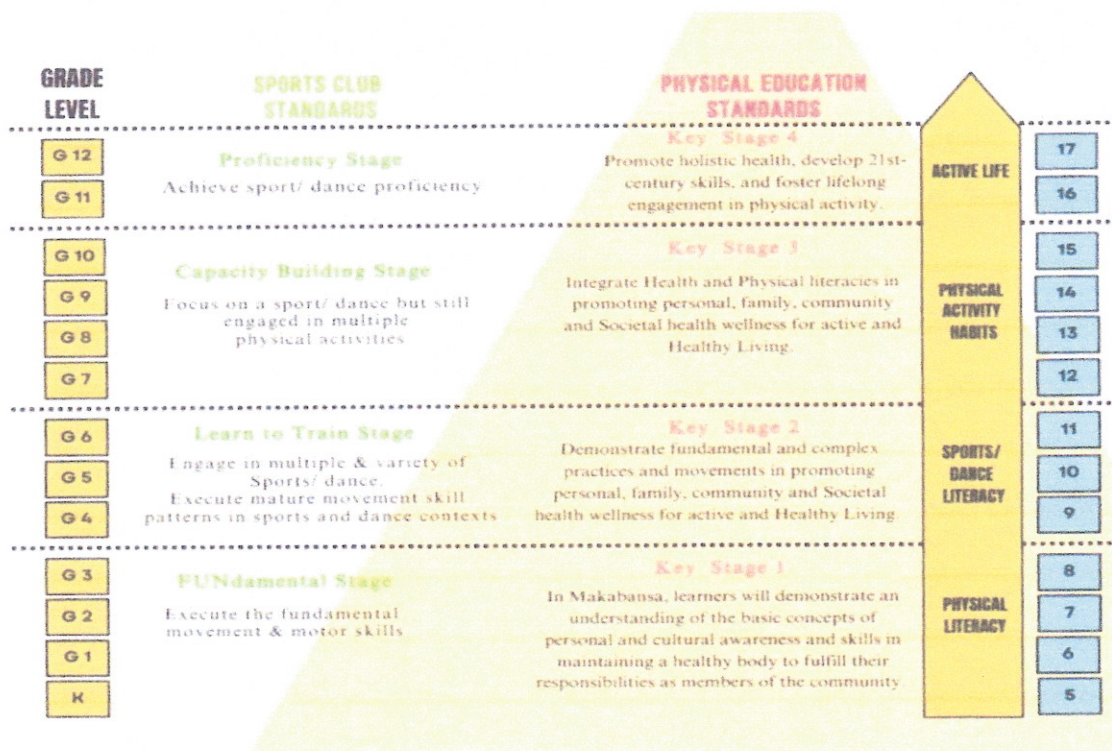 GRADE
LEVEL
SPORTS CLUB
STANDARDS
PHYSICAL EDUCATION
STANDARDS
G 12
G 11
Proficiency Stage
Achieve sport/ dance proficiency
Key Stage 4
Promote holistic health, develop 21st-
century skills, and foster lifelong
engagement in physical activity.
ACTIVE LIFE
17
16
G 10
G 9
G 8
G 7
Capacity Building Stage
Focus on a sport/ dance but still
engaged in multiple
physical activities
Key Stage 3
Integrate Health and Physical literacies in
promoting personal, family, community
and Societal health wellness for active and
Healthy Living.
PHYSICAL
ACTIVITY
HABITS
15
14
13
12
G 6
G 5
G 4
Learn to Train Stage
Engage in multiple & variety of
Sports/ dance.
Execute mature movement skill
patterns in sports and dance contexts
Key Stage 2
Demonstrate fundamental and complex
practices and movements in promoting
personal, family, community and Societal
health wellness for active and Healthy Living.
SPORTS/
DANCE
LITERACY
11
10
9
G 3
G 2
G 1
K
FUNdamental Stage
Execute the fundamental
movement & motor skills
Key Stage 1
In Makabansa, learners will demonstrate an
understanding of the basic concepts of
personal and cultural awareness and skills in
maintaining a healthy body to fulfill their
responsibilities as members of the community.
PHYSICAL
LITERACY
8
7
6
5